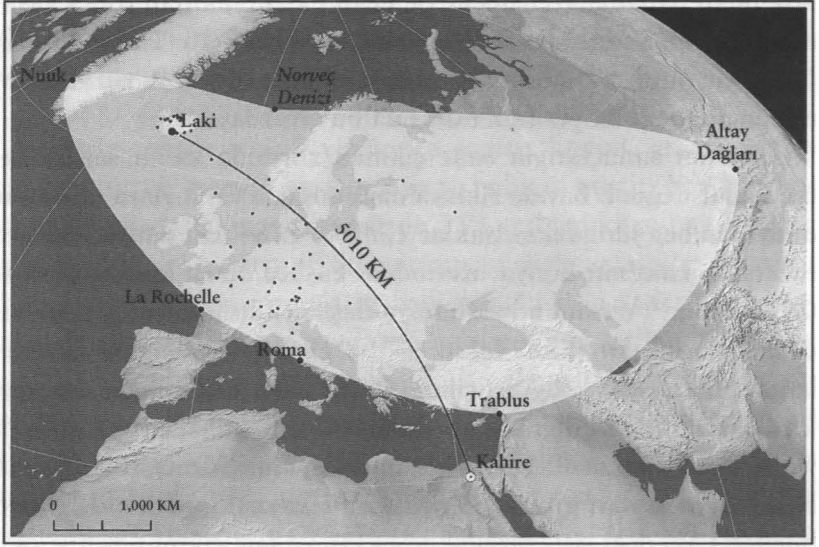 Nuuk
Norveç
Denizi
Laki
Altay
Dağları
5010 KM
La Rochelle
Roma
Trablus
Kahire
0 1,000 KM